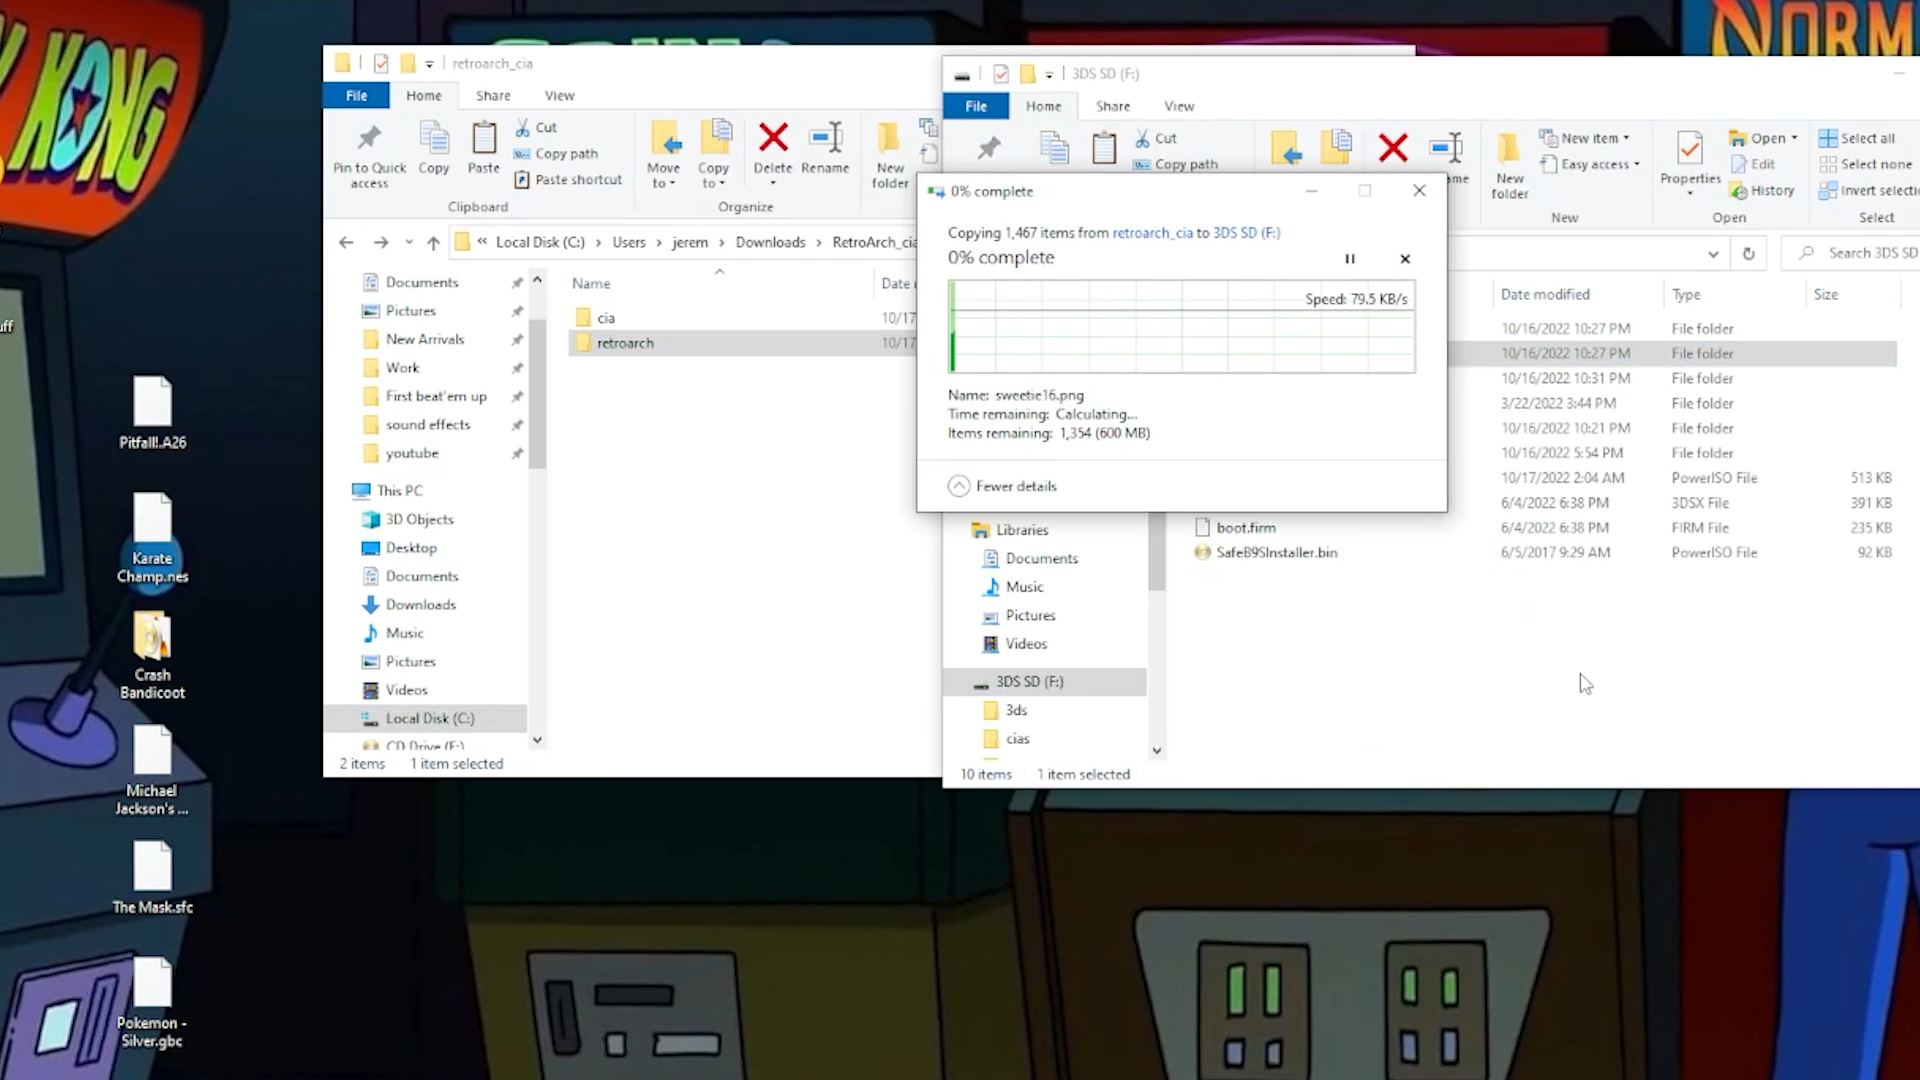 KONG
NORM
retroarch_cia
File
Home
Share
View
Pin to Quick access
Copy
Paste
Cut
Copy path
Paste shortcut
Clipboard
Move to
Copy to
Delete
Rename
Organize
New folder
« Local Disk (C:) › Users › jerem › Downloads › RetroArch_cia
Documents
Pictures
New Arrivals
Work
First beat'em up
sound effects
youtube
This PC
3D Objects
Desktop
Documents
Downloads
Music
Pictures
Videos
Local Disk (C:)
CD Drive (E:)
Name
Date
cia
10/17
retroarch
10/17
2 items
1 item selected
3DS SD (F:)
File
Home
Share
View
Cut
Copy path
New folder
New item
Easy access
New
Properties
Open
Edit
History
Open
Select all
Select none
Invert selecti
Select
Search 3DS SD
Date modified
Type
Size
10/16/2022 10:27 PM File folder
10/16/2022 10:27 PM File folder
10/16/2022 10:31 PM File folder
3/22/2022 3:44 PM File folder
10/16/2022 10:21 PM File folder
10/16/2022 5:54 PM File folder
10/17/2022 2:04 AM PowerISO File 513 KB
6/4/2022 6:38 PM 3DSX File 391 KB
boot.firm 6/4/2022 6:38 PM FIRM File 235 KB
SafeB9SInstaller.bin 6/5/2017 9:29 AM PowerISO File 92 KB
Libraries
Documents
Music
Pictures
Videos
3DS SD (F:)
3ds
cias
10 items
1 item selected
0% complete
Copying 1,467 items from retroarch_cia to 3DS SD (F:)
0% complete
Speed: 79.5 KB/s
Name: sweetie16.png
Time remaining: Calculating...
Items remaining: 1,354 (600 MB)
Fewer details
Pitfall!.A26
Karate
Champ.nes
Crash
Bandicoot
Michael
Jackson's ...
The Mask.sfc
Pokemon -
Silver.gbc